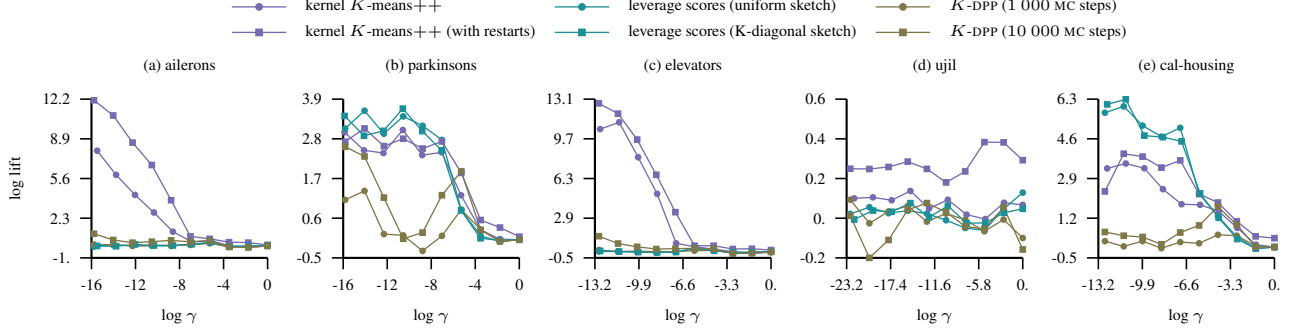 kernel K-means++ leverage scores (uniform sketch) K-DPP (1 000 MC steps)
kernel K-means++ (with restarts) leverage scores (K-diagonal sketch) K-DPP (10 000 MC steps)
(a) ailerons (b) parkinsons (c) elevators (d) ujil (e) cal-housing
12.2 3.9 13.1 0.6 6.3
8.9 2.8 9.7 0.4 4.6
log lift
5.6 1.7 6.3 0.2 2.9
2.3 0.6 2.9 0. 1.2
-1. -0.5 -0.5 -0.2 -0.5
-16 -12 -8 -4 0 -16 -12 -8 -4 0 -13.2 -9.9 -6.6 -3.3 0. -23.2 -17.4 -11.6 -5.8 0. -13.2 -9.9 -6.6 -3.3 0.
log γ log γ log γ log γ log γ